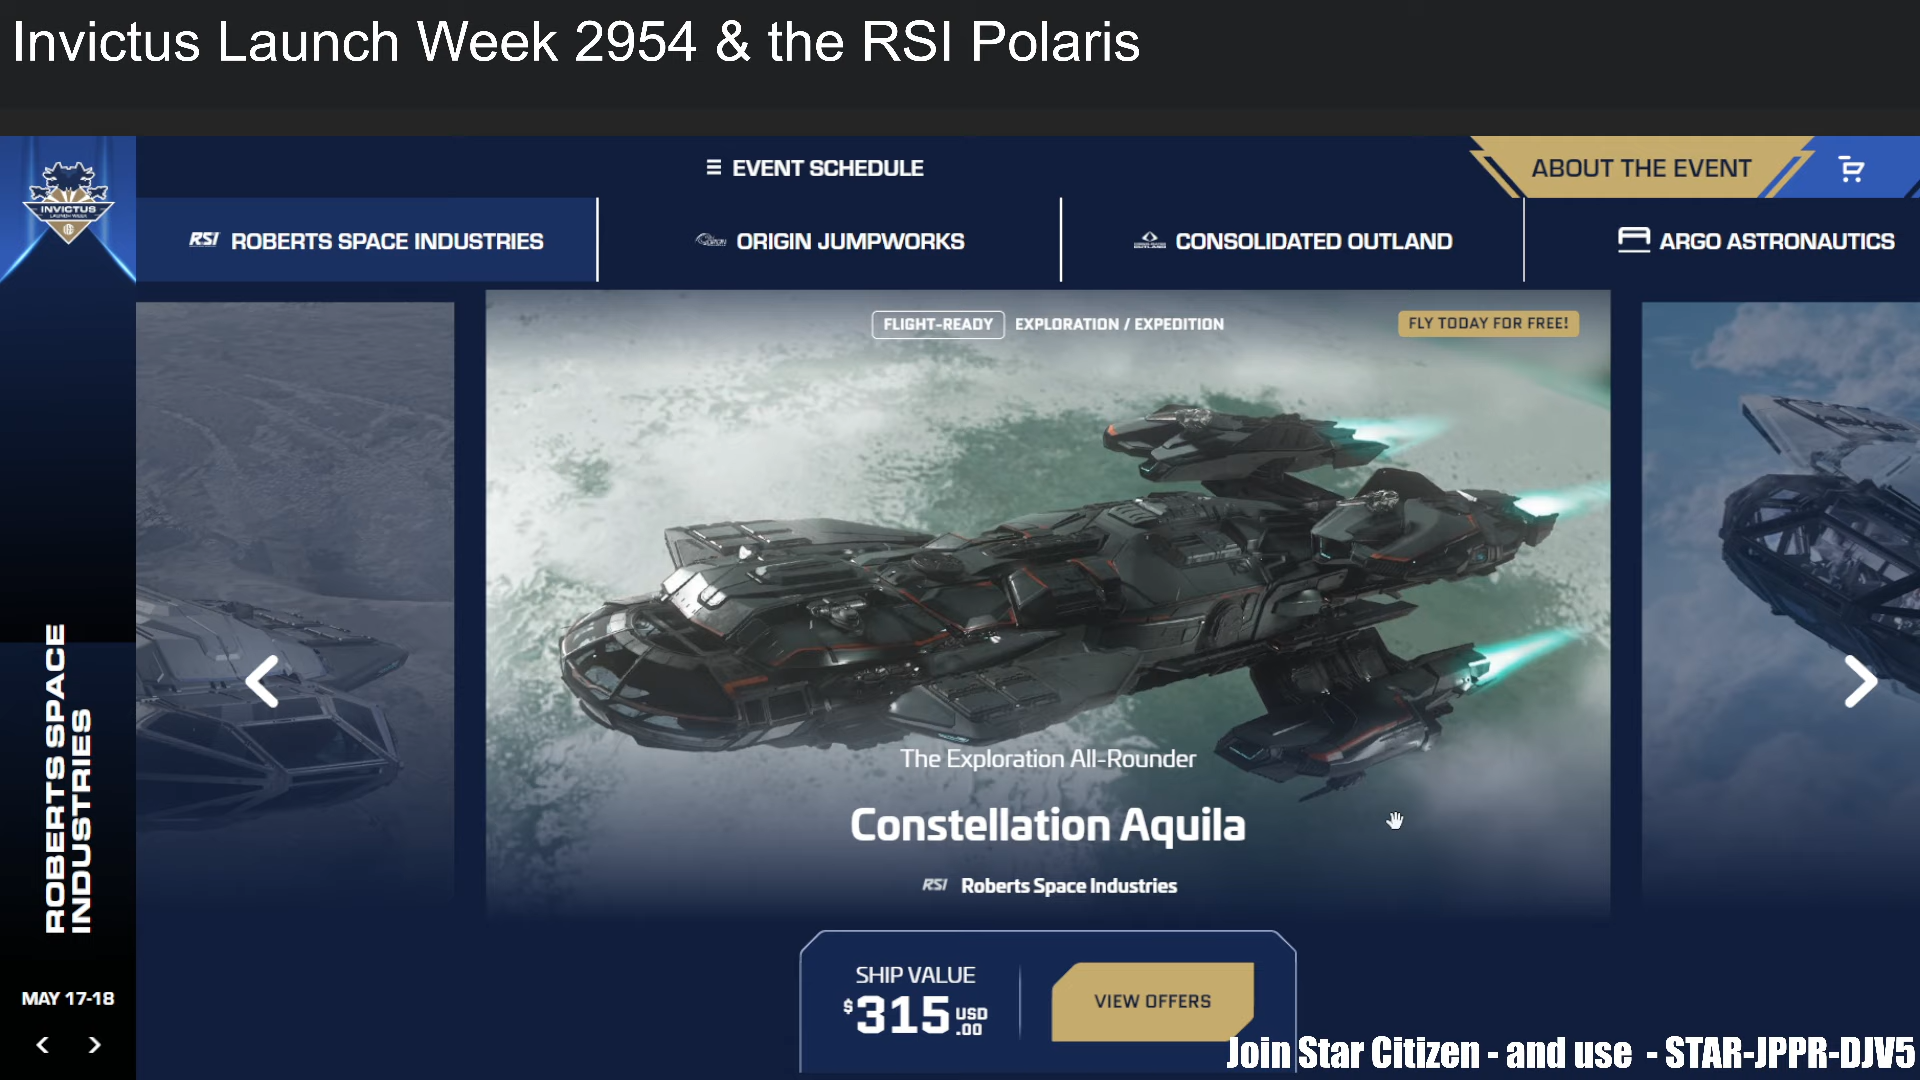 Invictus Launch Week 2954 & the RSI Polaris
EVENT SCHEDULE
ABOUT THE EVENT
INVICTUS
LAUNCH WEEK
RSI ROBERTS SPACE INDUSTRIES
ORIGIN JUMPWORKS
CONSOLIDATED OUTLAND
ARGO ASTRONAUTICS
FLIGHT-READY EXPLORATION / EXPEDITION
FLY TODAY FOR FREE!
The Exploration All-Rounder
Constellation Aquila
RSI Roberts Space Industries
ROBERTS SPACE
INDUSTRIES
MAY 17-18
SHIP VALUE
$315 USD .00
VIEW OFFERS
Join Star Citizen - and use - STAR-JPPR-DJV5